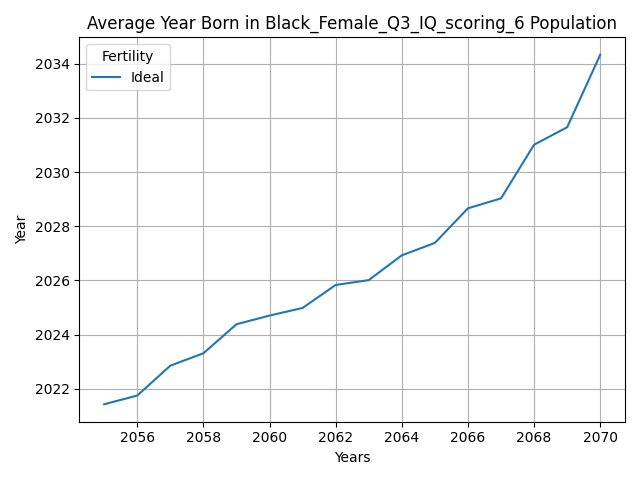 Average Year Born in Black_Female_Q3_IQ_scoring_6 Population
Fertility
Ideal
Year
2034
2032
2030
2028
2026
2024
2022
2056 2058 2060 2062 2064 2066 2068 2070
Years